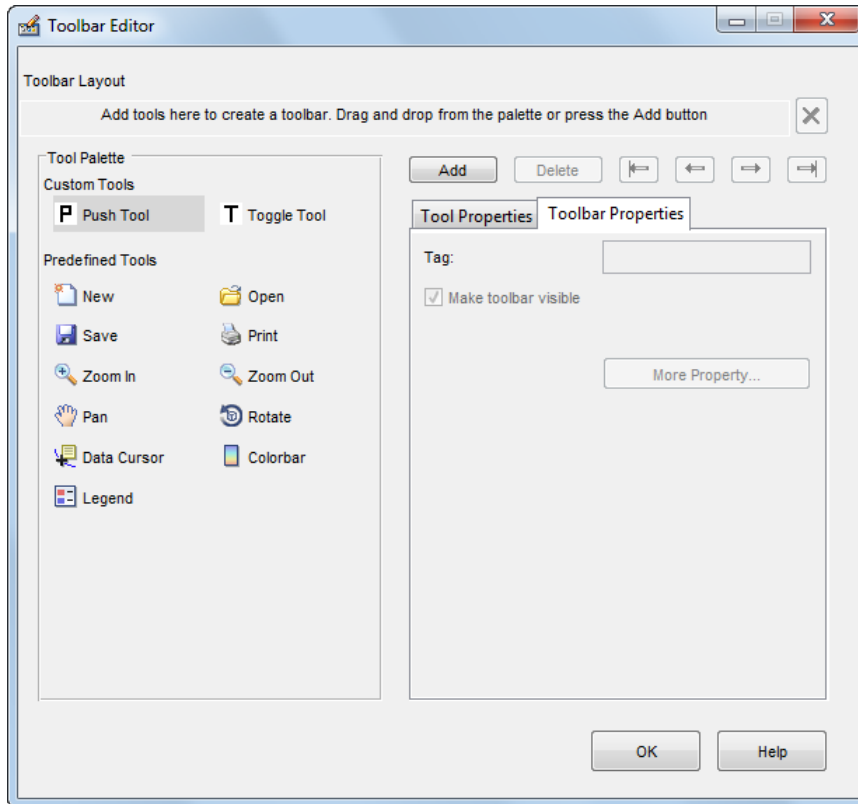 Toolbar Editor
Toolbar Layout
Add tools here to create a toolbar. Drag and drop from the palette or press the Add button
Tool Palette
Custom Tools
P Push Tool
T Toggle Tool
Predefined Tools
New
Open
Save
Print
Zoom In
Zoom Out
Pan
Rotate
Data Cursor
Colorbar
Legend
Add
Delete
Tool Properties
Toolbar Properties
Tag:
Make toolbar visible
More Property...
OK
Help